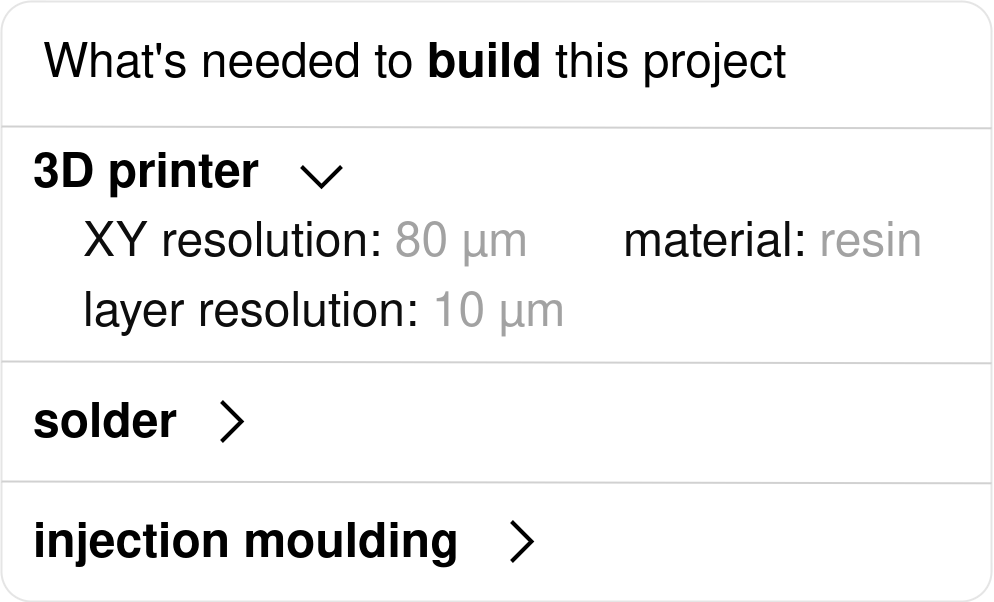 What's needed to build this project
3D printer
XY resolution: 80 µm material: resin
layer resolution: 10 µm
solder
injection moulding